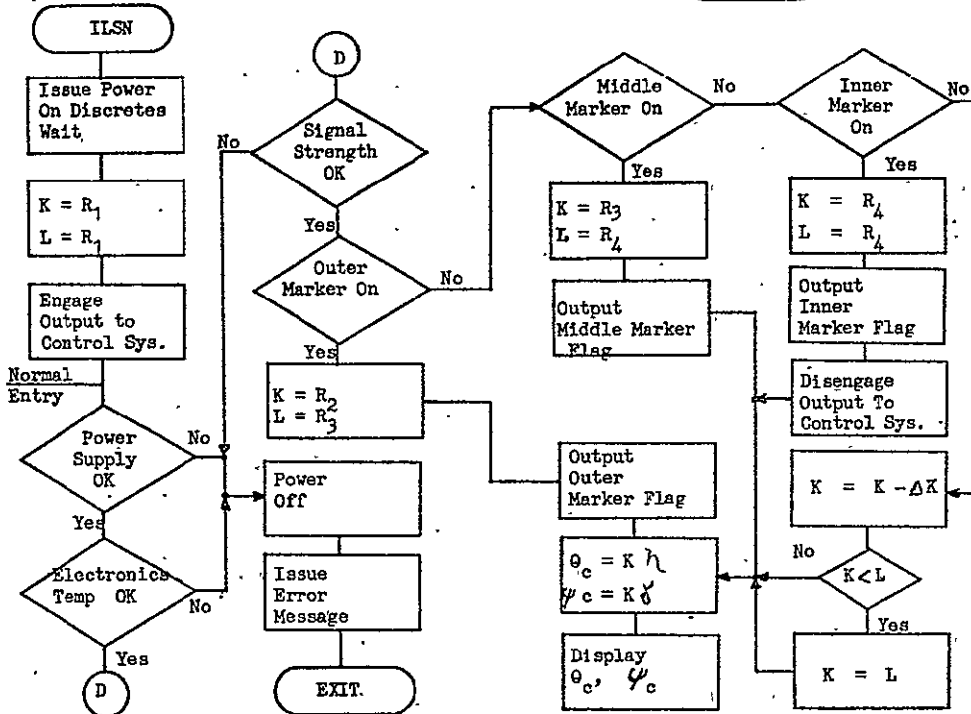 ILSN
Issue Power
On Discretes
Wait
K = R1
L = R1
Engage
Output to
Control Sys.
Normal
Entry
Power
Supply
OK
No
Yes
Electronics
Temp OK
No
Yes
D
D
Signal
Strength
OK
No
Yes
Outer
Marker On
No
Yes
K = R2
L = R3
Power
Off
Issue
Error
Message
EXIT.
Middle
Marker On
No
Yes
K = R3
L = R4
Output
Middle Marker
Flag
Output
Outer
Marker Flag
θc = K η
ψc = K γ
Display
θc, ψc
Inner
Marker
On
No
Yes
K = R4
L = R4
Output
Inner
Marker Flag
Disengage
Output To
Control Sys.
K = K - ΔK
K < L
No
Yes
K = L